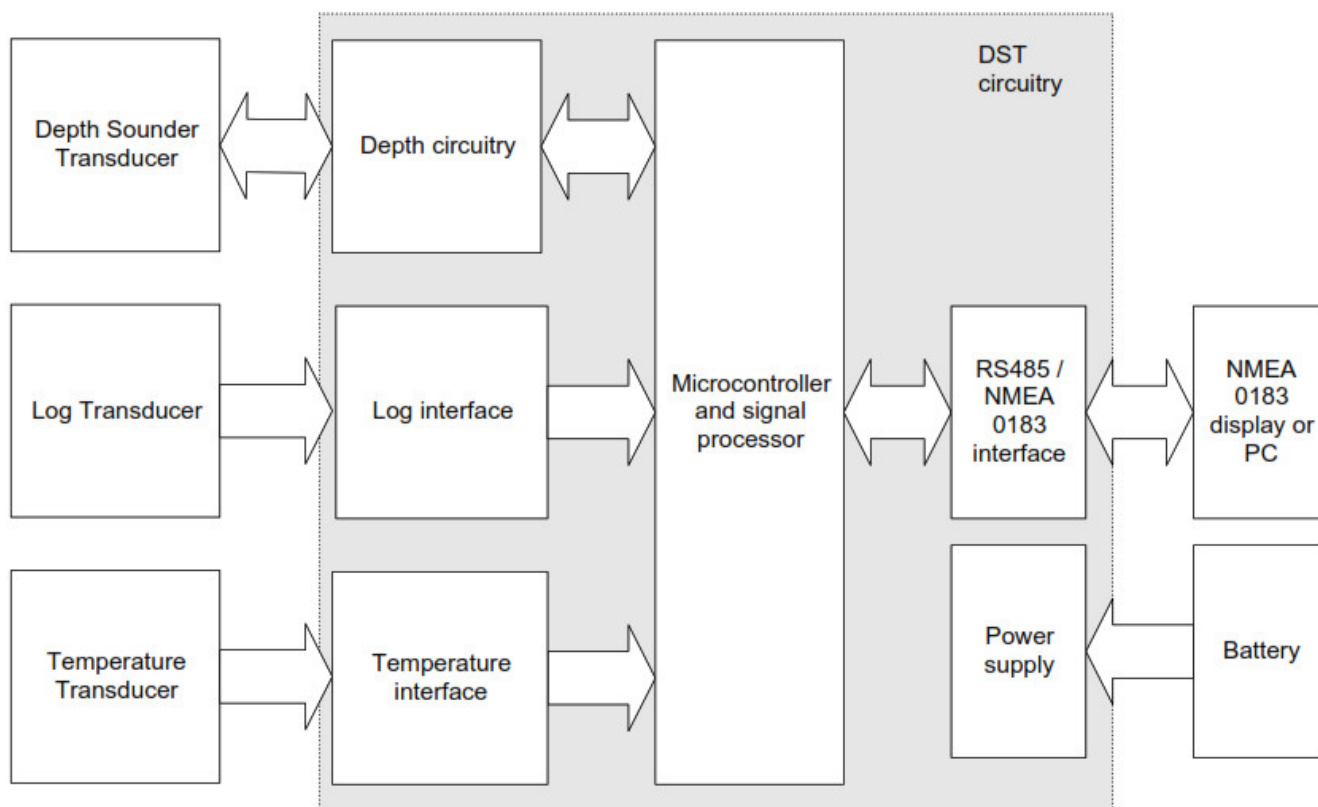 DST
circuitry
Depth Sounder
Transducer
Depth circuitry
Log Transducer
Log interface
Microcontroller
and signal
processor
RS485 /
NMEA
0183
interface
NMEA
0183
display or
PC
Temperature
Transducer
Temperature
interface
Power
supply
Battery